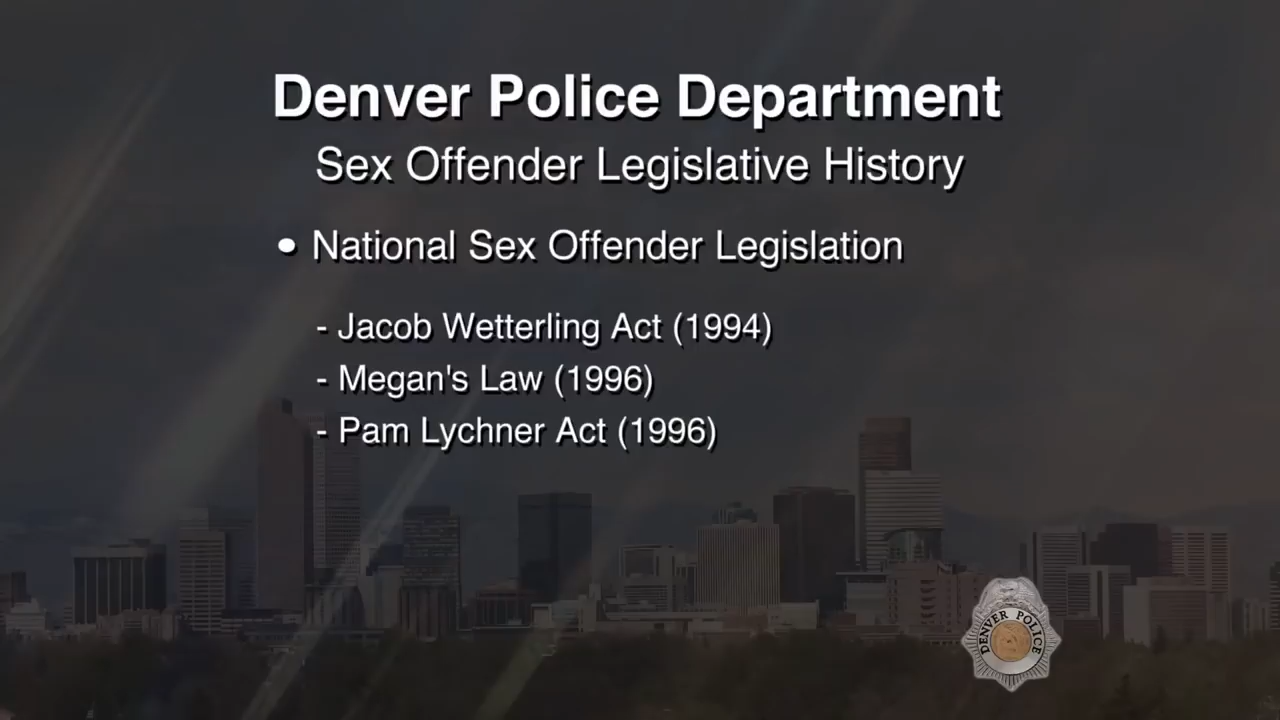 Denver Police Department
Sex Offender Legislative History
• National Sex Offender Legislation
- Jacob Wetterling Act (1994)
- Megan's Law (1996)
- Pam Lychner Act (1996)
DENVER POLICE